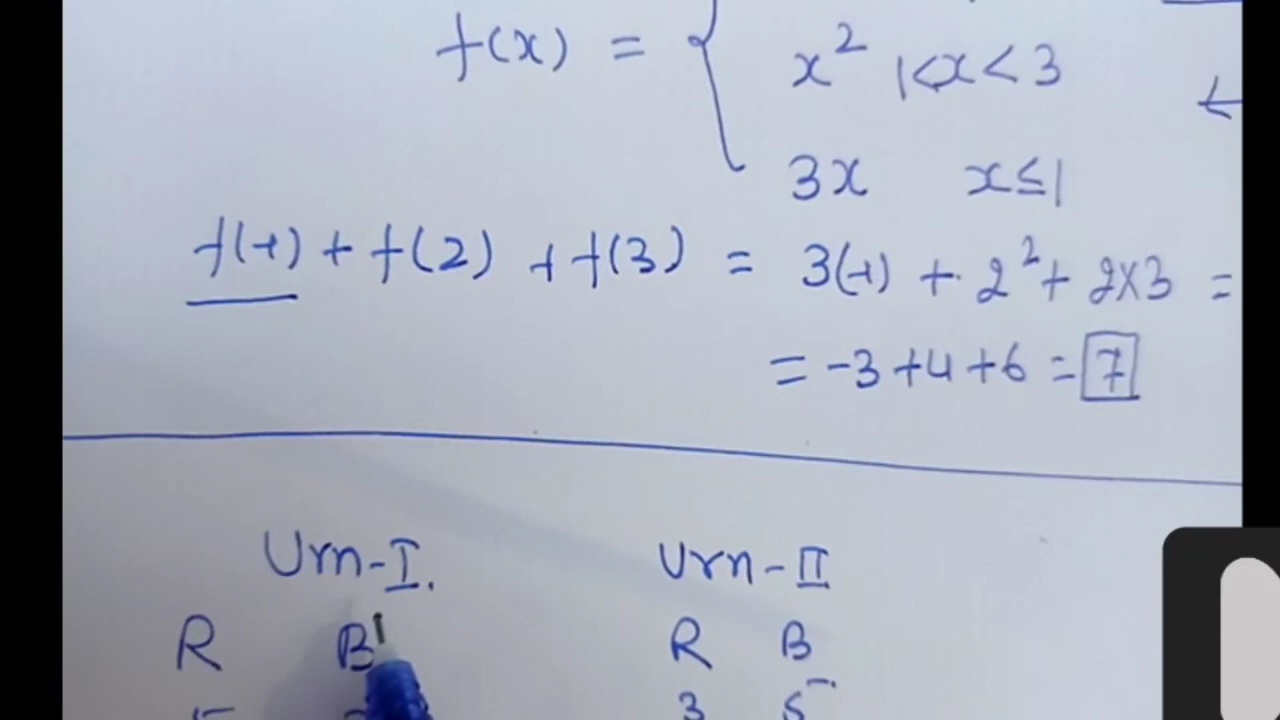 f(x) = { x² 1<x<3
3x x≤1
f(-1) + f(2) + f(3) = 3(-1) + 2² + 2×3 =
= -3+4+6 = 7
Urn-I. Urn-II
R B R B
3 5